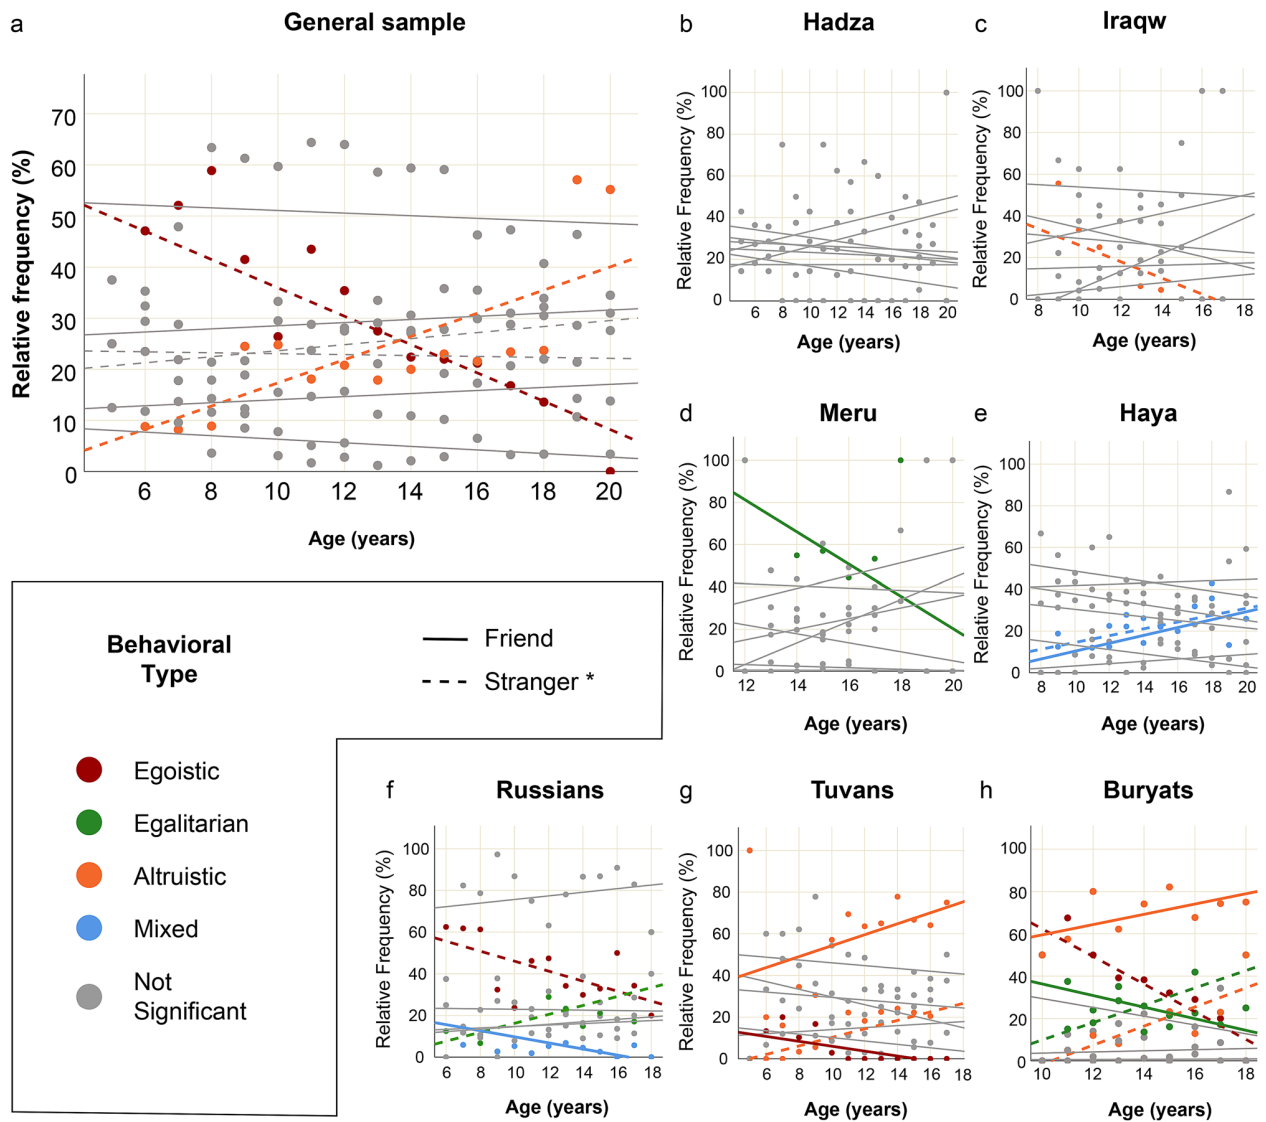 a
General sample
Relative frequency (%)
70
60
50
40
30
20
10
0
6 8 10 12 14 16 18 20
Age (years)
b
Hadza
Relative Frequency (%)
100
80
60
40
20
0
6 8 10 12 14 16 18 20
Age (years)
c
Iraqw
Relative Frequency (%)
100
80
60
40
20
0
8 10 12 14 16 18
Age (years)
d
Meru
Relative Frequency (%)
100
80
60
40
20
0
12 14 16 18 20
Age (years)
e
Haya
Relative Frequency (%)
100
80
60
40
20
0
8 10 12 14 16 18 20
Age (years)
Behavioral
Type
Friend
Stranger *
Egoistic
Egalitarian
Altruistic
Mixed
Not
Significant
f
Russians
Relative Frequency (%)
100
80
60
40
20
0
6 8 10 12 14 16 18
Age (years)
g
Tuvans
Relative Frequency (%)
100
80
60
40
20
0
6 8 10 12 14 16 18
Age (years)
h
Buryats
Relative Frequency (%)
100
80
60
40
20
0
10 12 14 16 18
Age (years)